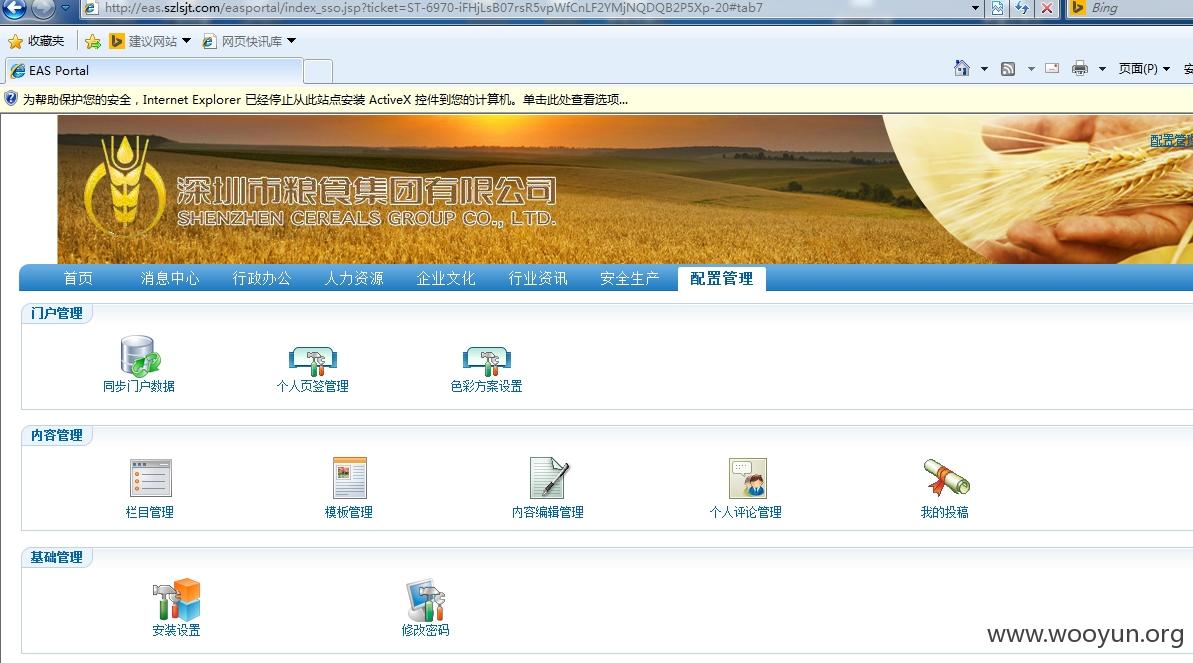 http://eas.szlsjt.com/easportal/index_sso.jsp?ticket=ST-6970-iFHjLsB07rsR5vpWfCnLF2YMjNQDQB2P5Xp-20#tab7 Bing
收藏夹 建议网站 网页快讯库
EAS Portal 页面(P) 安
为帮助保护您的安全，Internet Explorer 已经停止从此站点安装 ActiveX 控件到您的计算机。单击此处查看选项...
配置管理
深圳市粮食集团有限公司
SHENZHEN CEREALS GROUP CO., LTD.
首页 消息中心 行政办公 人力资源 企业文化 行业资讯 安全生产 配置管理
门户管理
同步门户数据 个人页签管理 色彩方案设置
内容管理
栏目管理 模板管理 内容编辑管理 个人评论管理 我的投稿
基础管理
安装设置 修改密码
www.wooyun.org